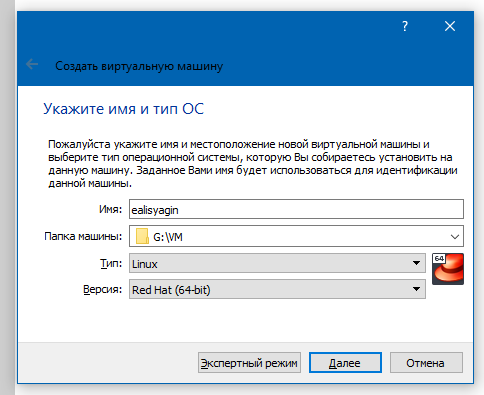 ?
Создать виртуальную машину
Укажите имя и тип ОС
Пожалуйста укажите имя и местоположение новой виртуальной машины и
выберите тип операционной системы, которую Вы собираетесь установить на
данную машину. Заданное Вами имя будет использоваться для идентификации
данной машины.
Имя: ealisyagin
Папка машины: G:\VM
Тип: Linux
64
Версия: Red Hat (64-bit)
Экспертный режим Далее Отмена